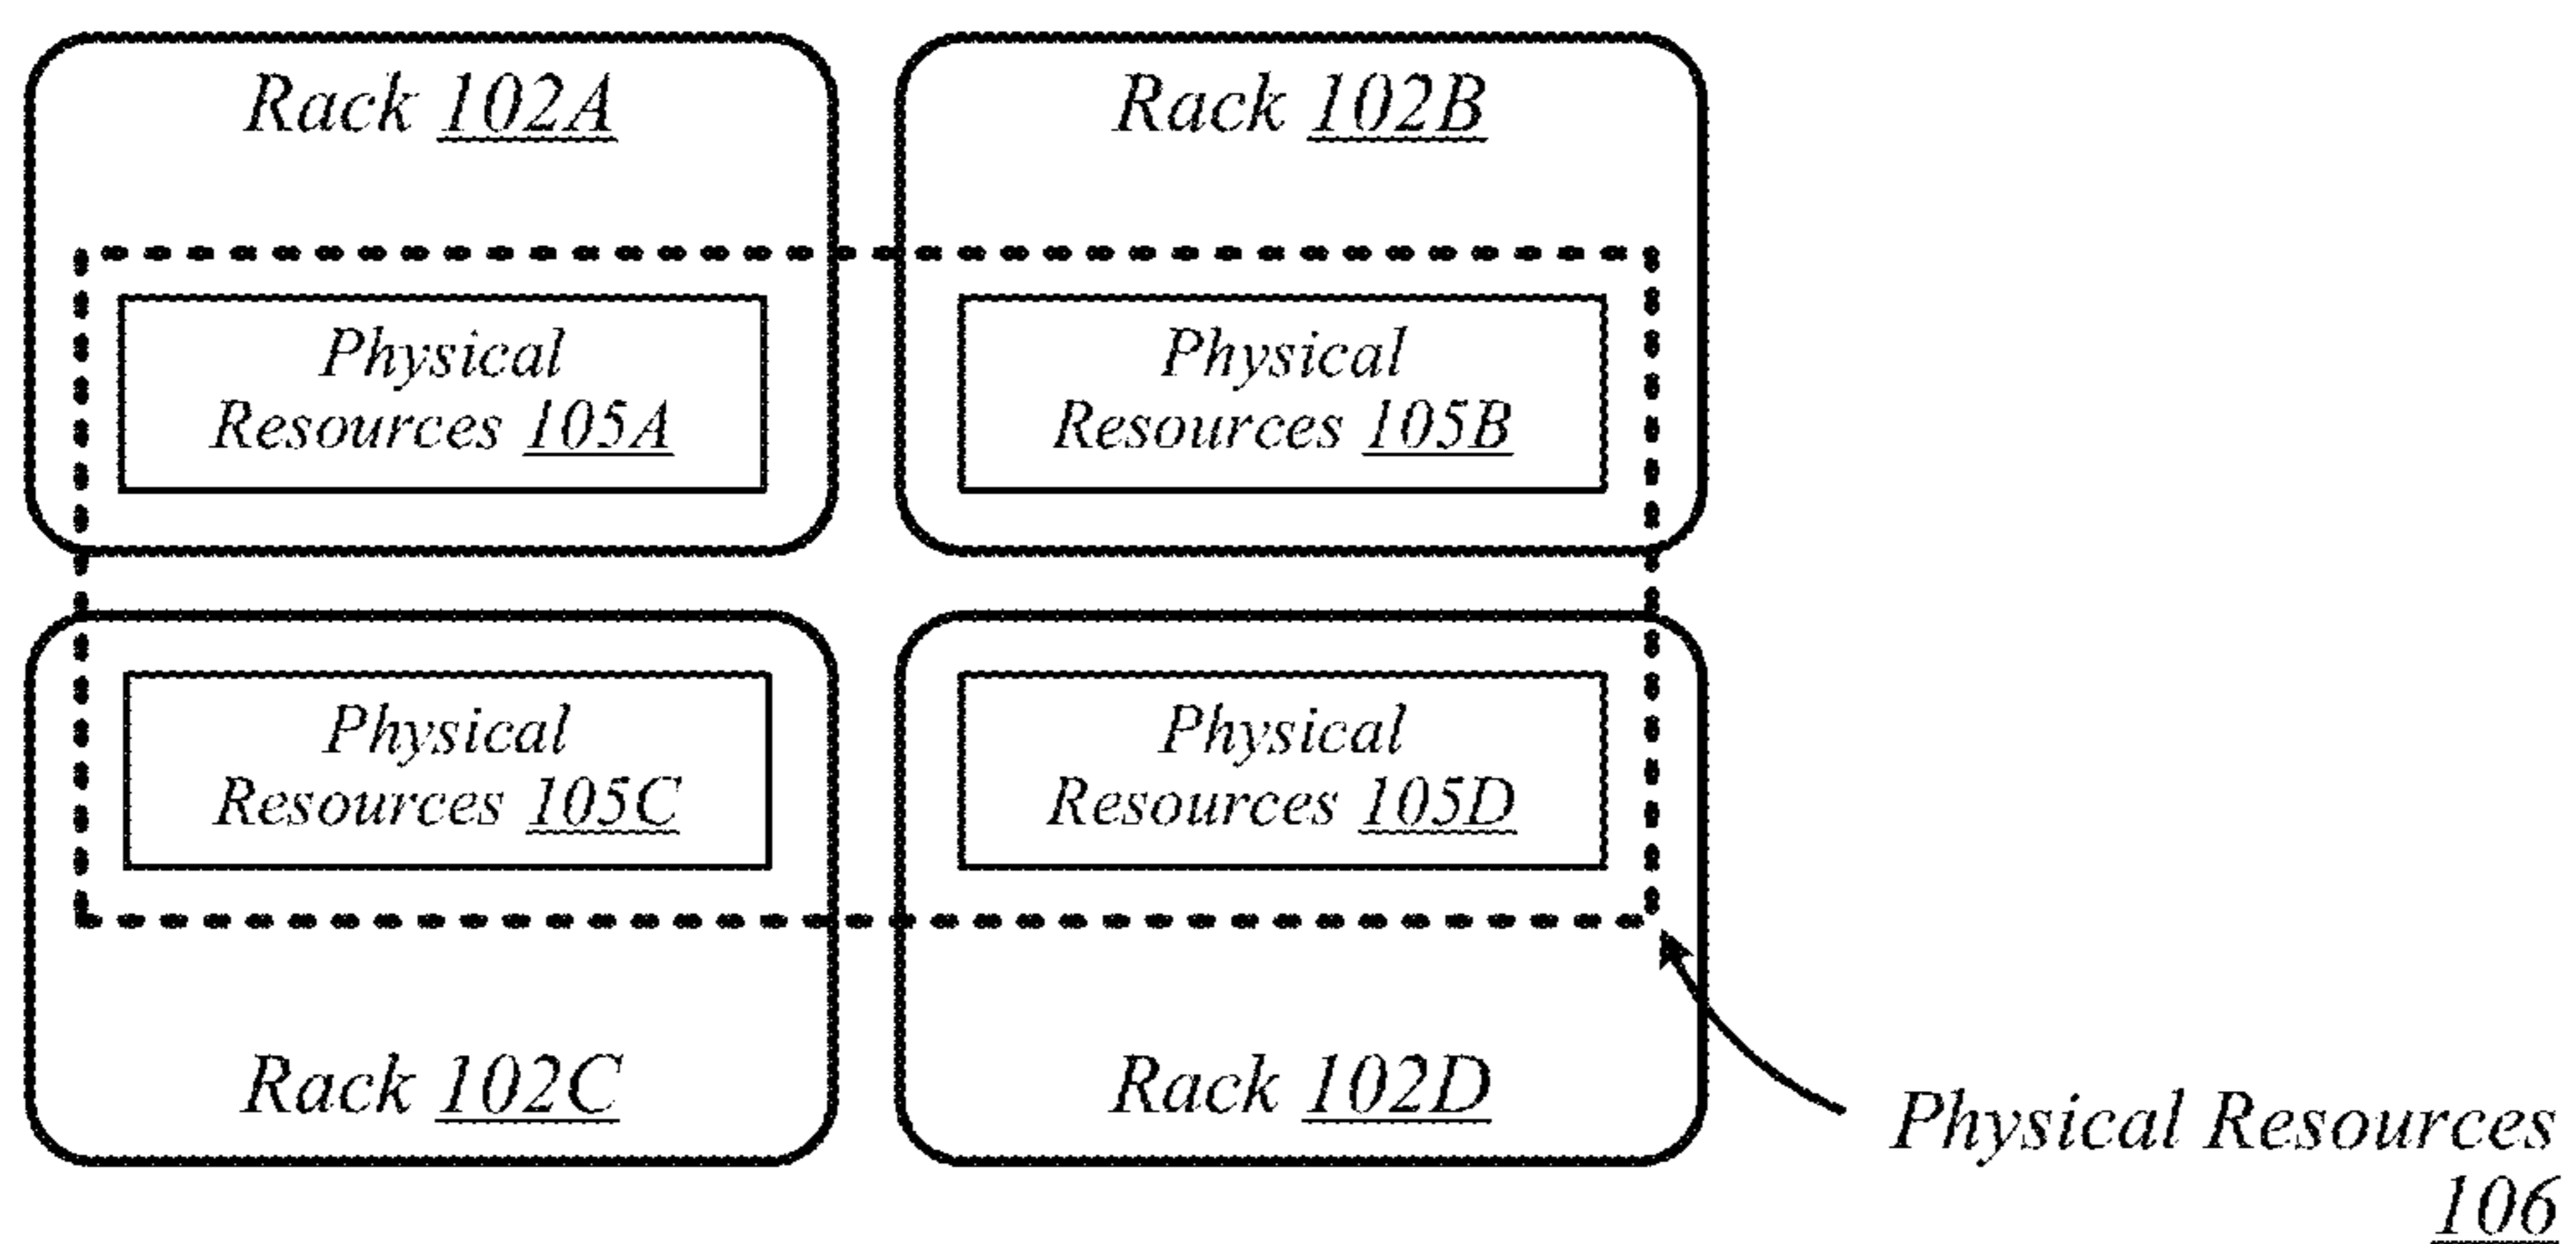 Rack 102A
Rack 102B
Physical
Resources 105A
Physical
Resources 105B
Physical
Resources 105C
Physical
Resources 105D
Rack 102C
Rack 102D
Physical Resources
106